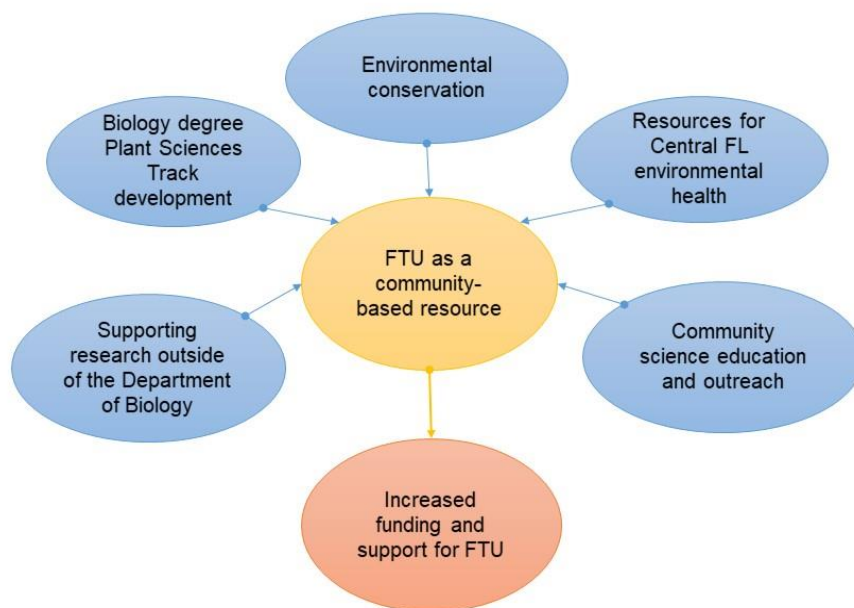 Environmental
conservation
Biology degree
Plant Sciences
Track
development
Resources for
Central FL
environmental
health
FTU as a
community-
based resource
Supporting
research outside
of the Department
of Biology
Community
science education
and outreach
Increased
funding and
support for FTU